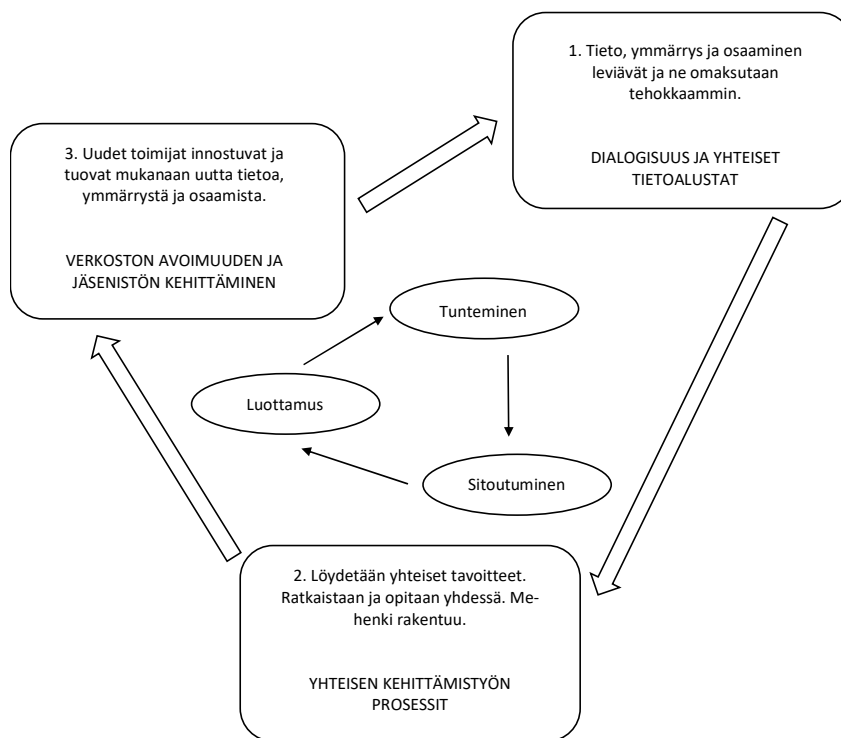 1. Tieto, ymmärrys ja osaaminen
leviävät ja ne omaksutaan
tehokkaammin.
DIALOGISUUS JA YHTEISET
TIETOALUSTAT
3. Uudet toimijat innostuvat ja
tuovat mukanaan uutta tietoa,
ymmärrystä ja osaamista.
VERKOSTON AVOIMUUDEN JA
JÄSENISTÖN KEHITTÄMINEN
Tunteminen
Luottamus
Sitoutuminen
2. Löydetään yhteiset tavoitteet.
Ratkaistaan ja opitaan yhdessä. Me-
henki rakentuu.
YHTEISEN KEHITTÄMISTYÖN
PROSESSIT